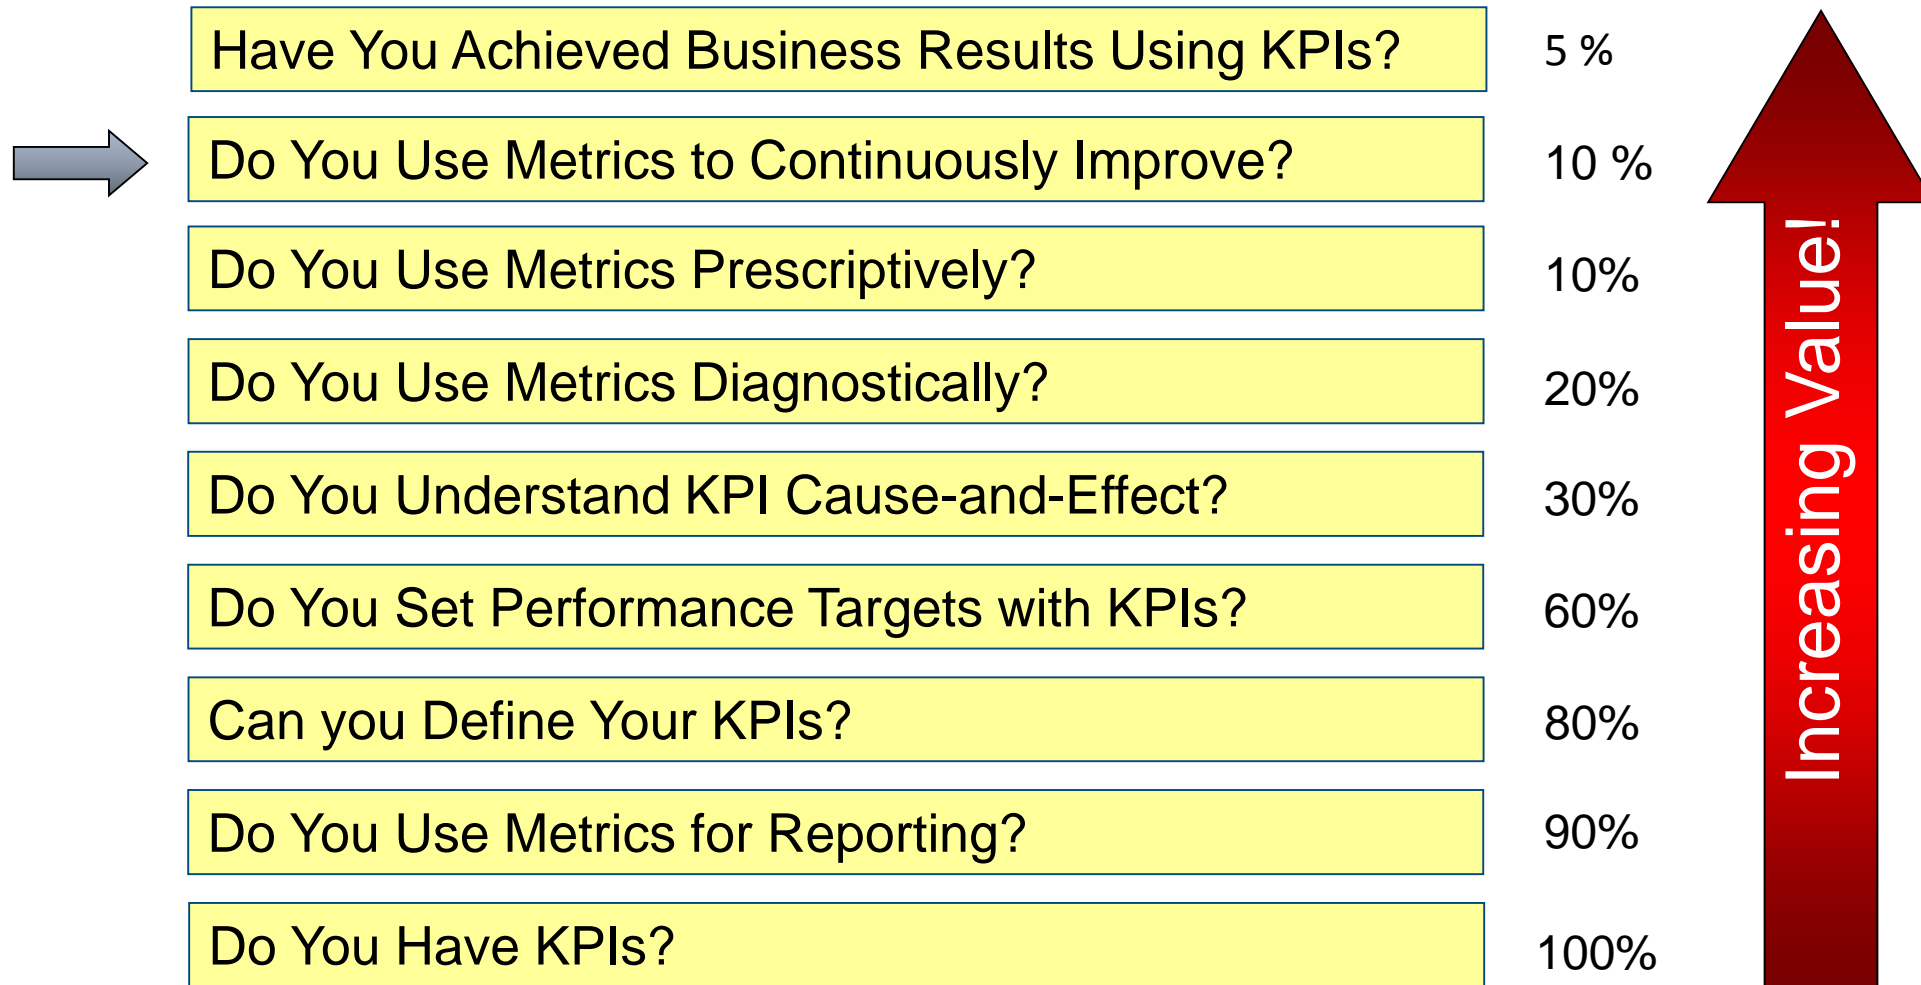 Have You Achieved Business Results Using KPIs? 5 %
Do You Use Metrics to Continuously Improve? 10 %
Do You Use Metrics Prescriptively? 10%
Do You Use Metrics Diagnostically? 20%
Do You Understand KPI Cause-and-Effect? 30%
Do You Set Performance Targets with KPIs? 60%
Can you Define Your KPIs? 80%
Do You Use Metrics for Reporting? 90%
Do You Have KPIs? 100%
Increasing Value!